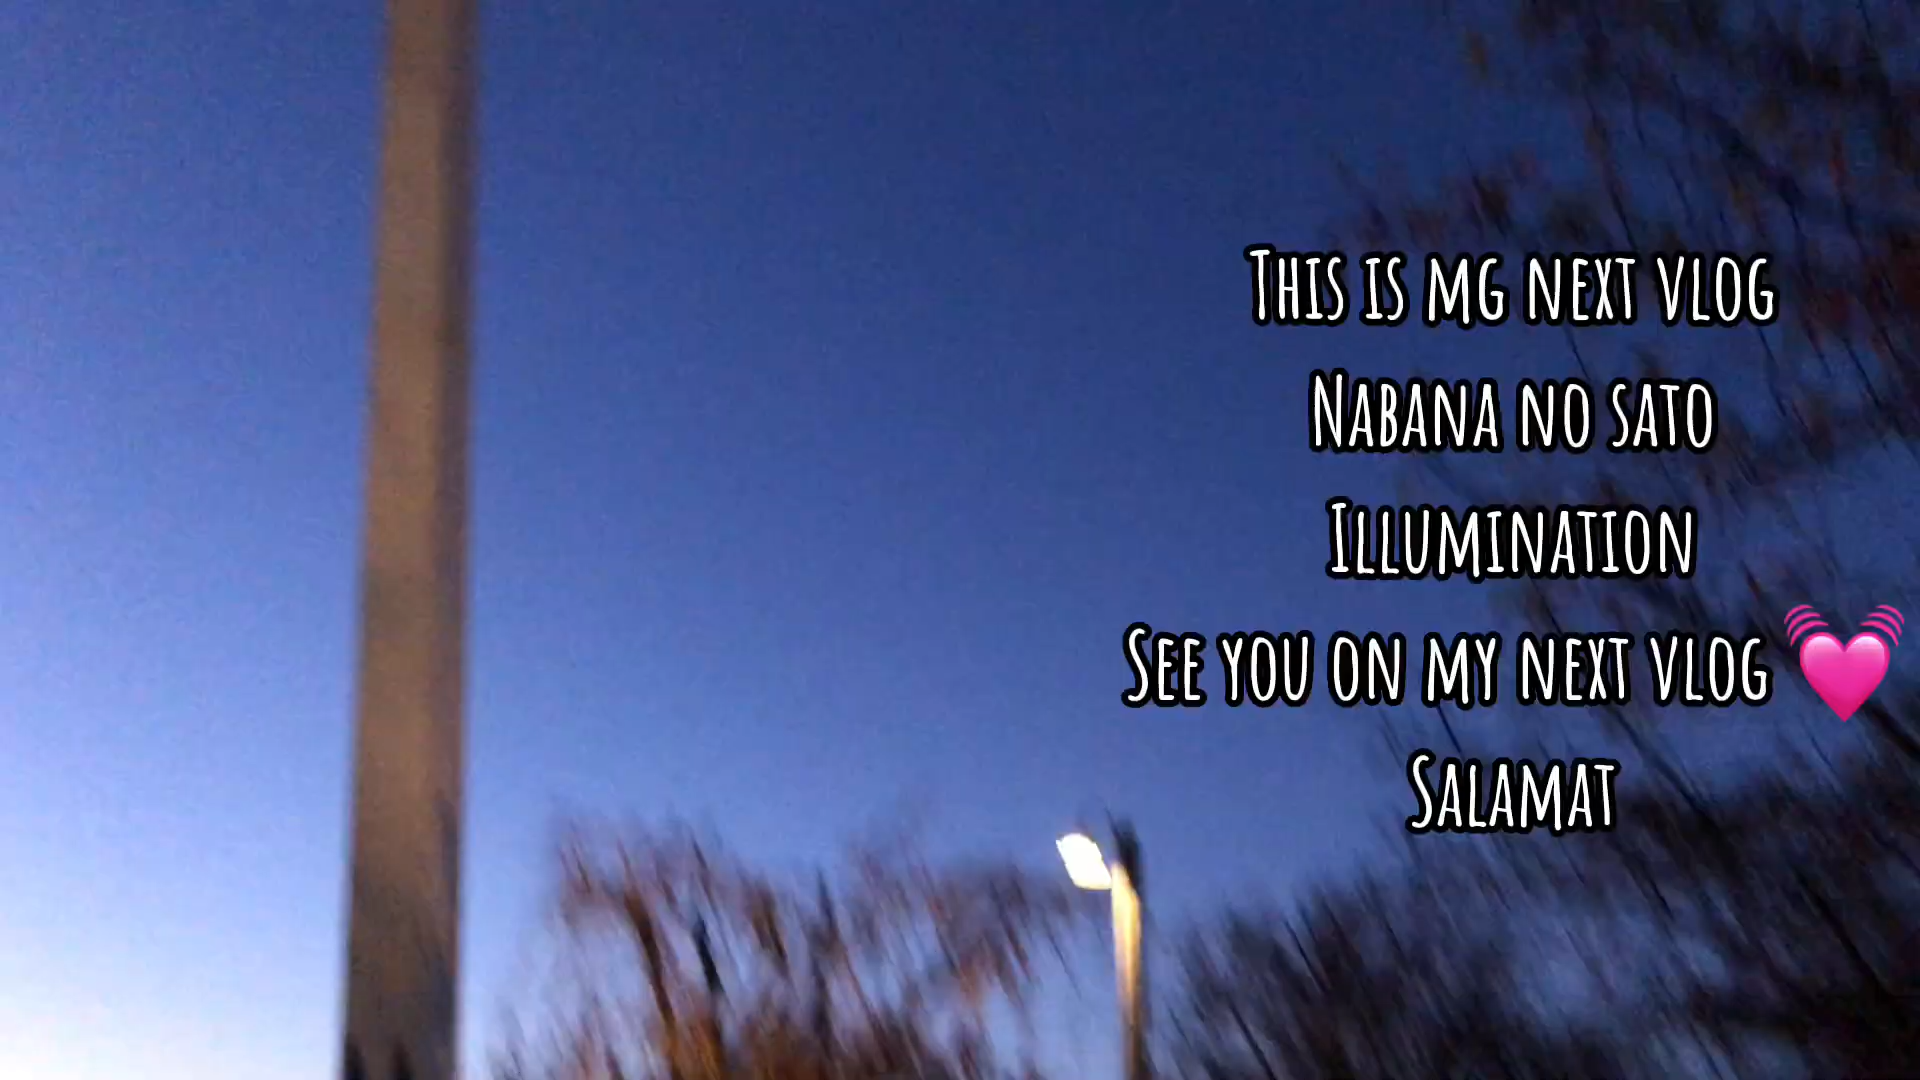 This is mg next vlog
Nabana no sato
Illumination
See you on my next vlog 💓
Salamat